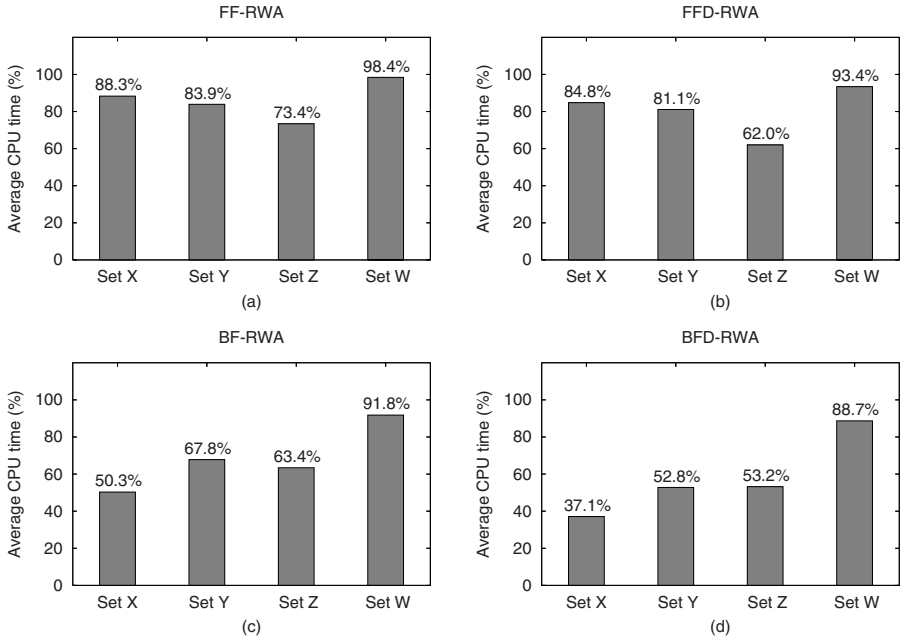 FF-RWA
Average CPU time (%)
100
80
60
40
20
0
88.3%
83.9%
73.4%
98.4%
Set X Set Y Set Z Set W
(a)
FFD-RWA
Average CPU time (%)
100
80
60
40
20
0
84.8%
81.1%
62.0%
93.4%
Set X Set Y Set Z Set W
(b)
BF-RWA
Average CPU time (%)
100
80
60
40
20
0
50.3%
67.8%
63.4%
91.8%
Set X Set Y Set Z Set W
(c)
BFD-RWA
Average CPU time (%)
100
80
60
40
20
0
37.1%
52.8%
53.2%
88.7%
Set X Set Y Set Z Set W
(d)